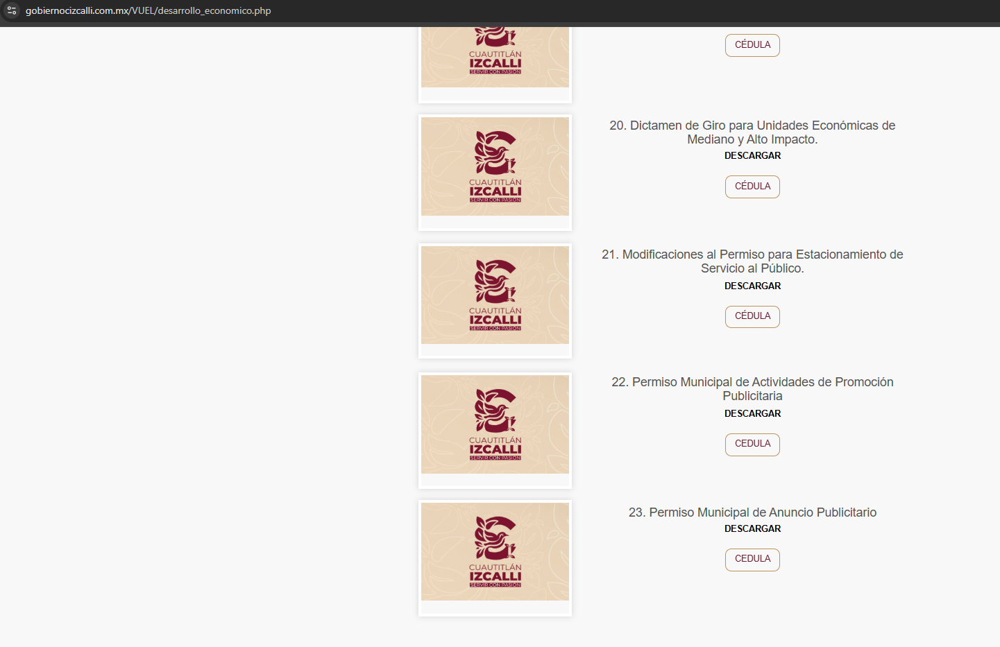 gobiernocizcalli.com.mx/VUEL/desarrollo_economico.php
CUAUTITLÁN
IZCALLI
SERVIR CON PASIÓN
CÉDULA
CUAUTITLÁN
IZCALLI
SERVIR CON PASIÓN
20. Dictamen de Giro para Unidades Económicas de
Mediano y Alto Impacto.
DESCARGAR
CÉDULA
CUAUTITLÁN
IZCALLI
SERVIR CON PASIÓN
21. Modificaciones al Permiso para Estacionamiento de
Servicio al Público.
DESCARGAR
CÉDULA
CUAUTITLÁN
IZCALLI
SERVIR CON PASIÓN
22. Permiso Municipal de Actividades de Promoción
Publicitaria
DESCARGAR
CEDULA
CUAUTITLÁN
IZCALLI
SERVIR CON PASIÓN
23. Permiso Municipal de Anuncio Publicitario
DESCARGAR
CEDULA